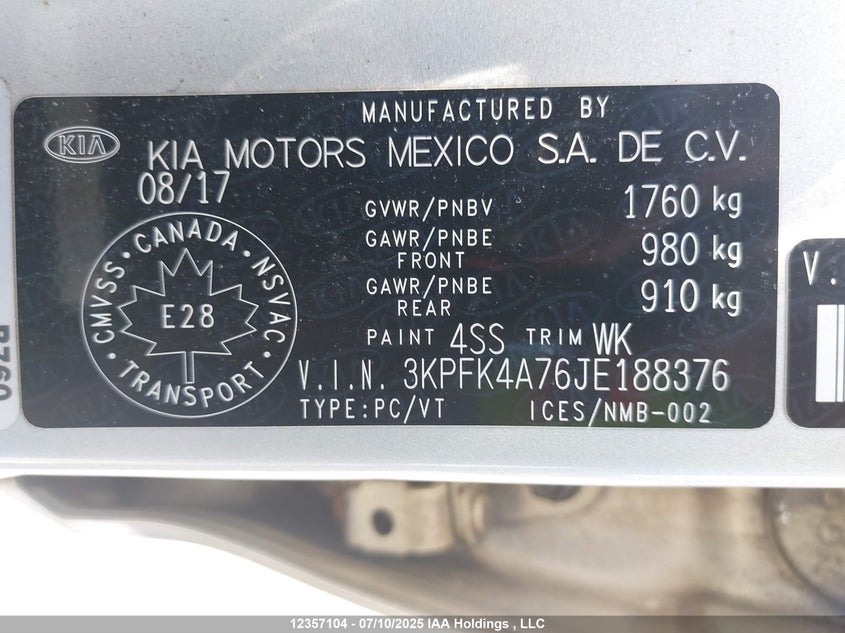 MANUFACTURED BY
KIA
KIA MOTORS MEXICO S.A. DE C.V.
08/17
GVWR/PNBV 1760 kg
GAWR/PNBE FRONT 980 kg
GAWR/PNBE REAR 910 kg
CMVSS • CANADA • NSVAC • TRANSPORT •
E28
PAINT 4SS TRIM WK
V.I.N. 3KPFK4A76JE188376
TYPE:PC/VT ICES/NMB-002
V.
12357104 - 07/10/2025 IAA Holdings , LLC